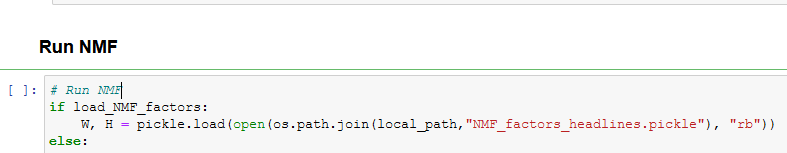 Run NMF
[ ]: # Run NMF
if load_NMF_factors:
    W, H = pickle.load(open(os.path.join(local_path,"NMF_factors_headlines.pickle"), "rb"))
else: